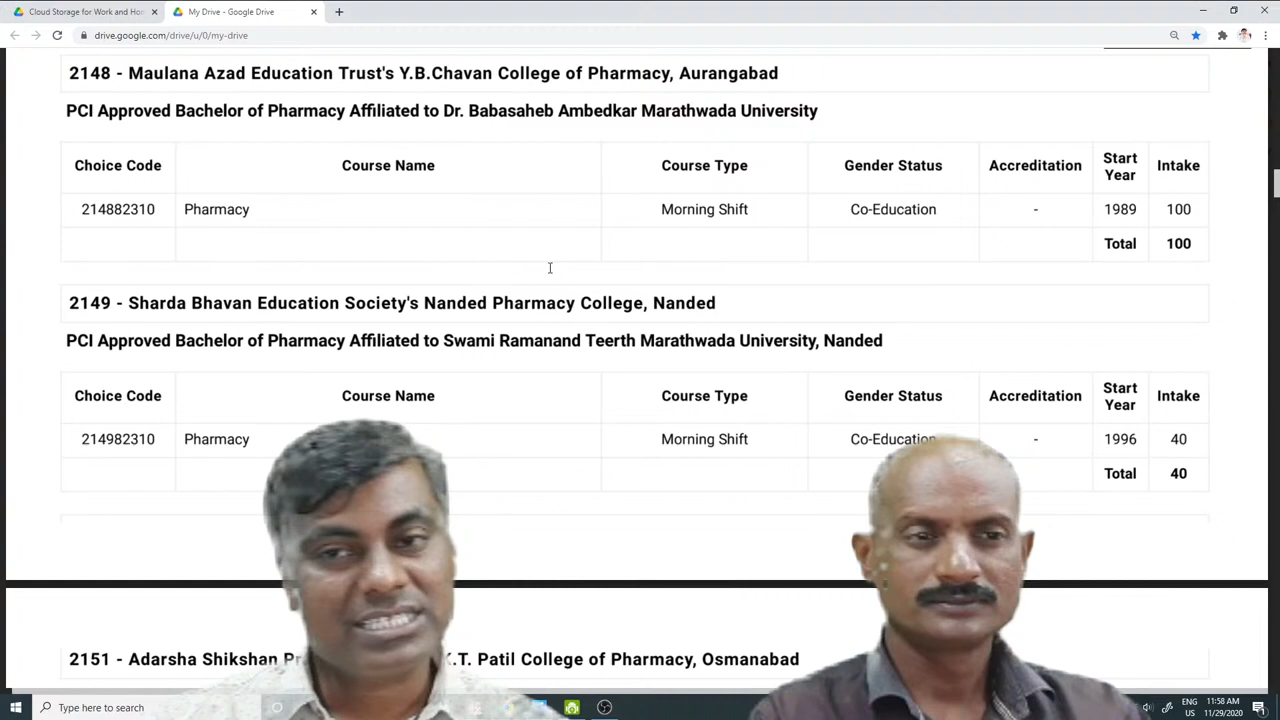 Cloud Storage for Work and Hom
My Drive - Google Drive
drive.google.com/drive/u/0/my-drive
2148 - Maulana Azad Education Trust's Y.B.Chavan College of Pharmacy, Aurangabad
PCI Approved Bachelor of Pharmacy Affiliated to Dr. Babasaheb Ambedkar Marathwada University
Choice Code Course Name Course Type Gender Status Accreditation Start Year Intake
214882310 Pharmacy Morning Shift Co-Education - 1989 100
Total 100
2149 - Sharda Bhavan Education Society's Nanded Pharmacy College, Nanded
PCI Approved Bachelor of Pharmacy Affiliated to Swami Ramanand Teerth Marathwada University, Nanded
Choice Code Course Name Course Type Gender Status Accreditation Start Year Intake
214982310 Pharmacy Morning Shift Co-Education - 1996 40
Total 40
2151 - Adarsha Shikshan K.T. Patil College of Pharmacy, Osmanabad
Type here to search
ENG 11:58 AM
US 11/29/2020